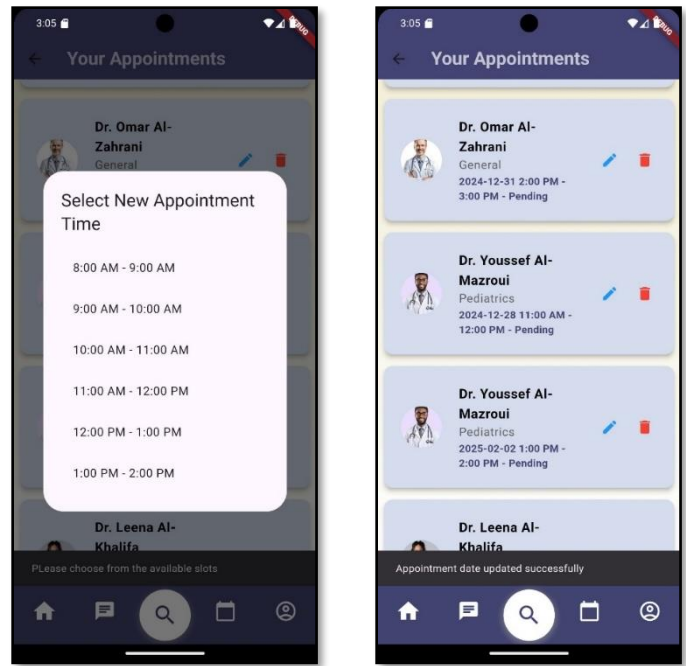 3:05
DEBUG
Your Appointments
Dr. Omar Al-
Zahrani
General
Select New Appointment
Time
8:00 AM - 9:00 AM
9:00 AM - 10:00 AM
10:00 AM - 11:00 AM
11:00 AM - 12:00 PM
12:00 PM - 1:00 PM
1:00 PM - 2:00 PM
Dr. Leena Al-
Khalifa
PLease choose from the available slots
3:05
DEBUG
Your Appointments
Dr. Omar Al-
Zahrani
General
2024-12-31 2:00 PM -
3:00 PM - Pending
Dr. Youssef Al-
Mazroui
Pediatrics
2024-12-28 11:00 AM -
12:00 PM - Pending
Dr. Youssef Al-
Mazroui
Pediatrics
2025-02-02 1:00 PM -
2:00 PM - Pending
Dr. Leena Al-
Khalifa
Appointment date updated successfully